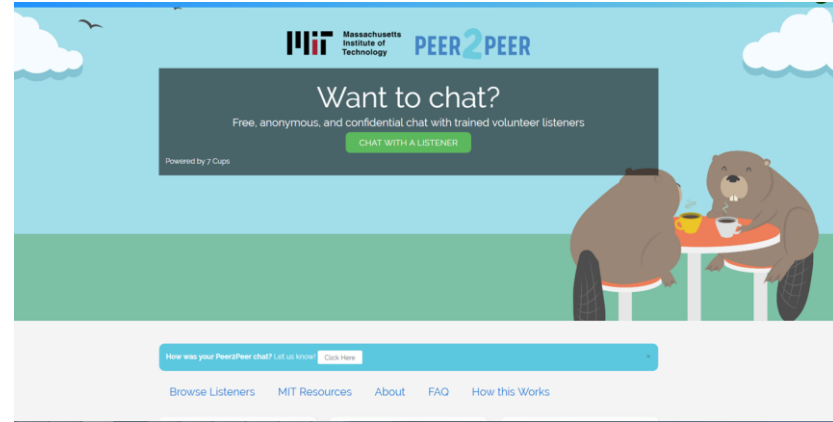 Massachusetts
Institute of
Technology
PEER2PEER
Want to chat?
Free, anonymous, and confidential chat with trained volunteer listeners
CHAT WITH A LISTENER
Powered by 7 Cups
How was your Peer2Peer chat? Let us know! Click Here ×
Browse Listeners MIT Resources About FAQ How this Works